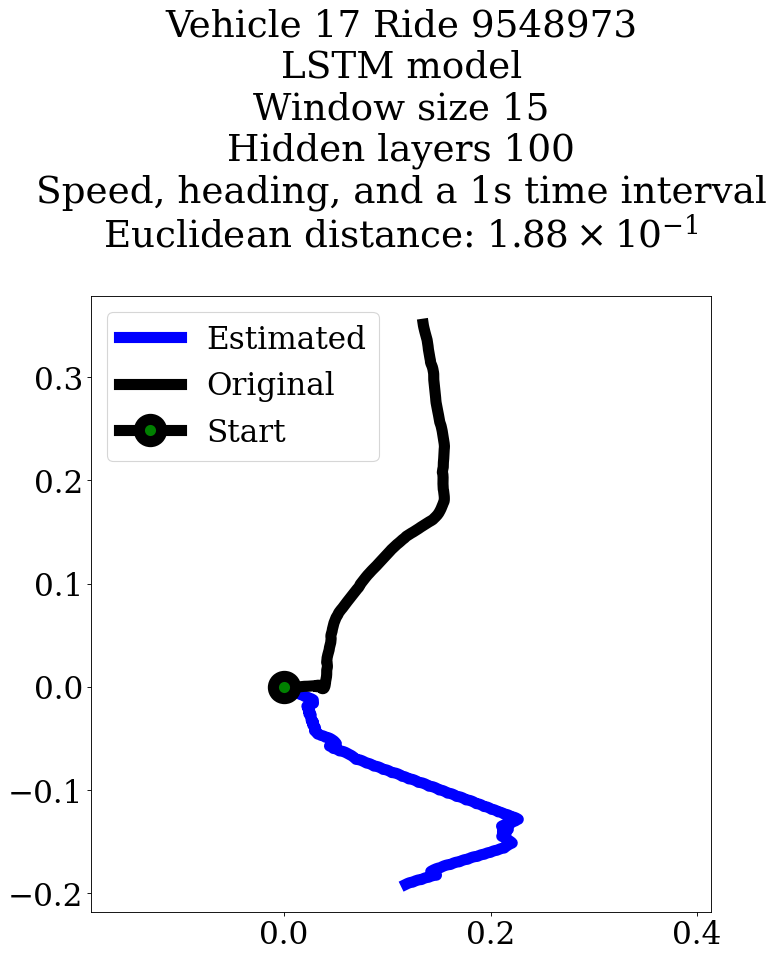 Vehicle 17 Ride 9548973
LSTM model
Window size 15
Hidden layers 100
Speed, heading, and a 1s time interval
Euclidean distance: 1.88 × 10⁻¹
Estimated
Original
Start
0.3
0.2
0.1
0.0
−0.1
−0.2
0.0 0.2 0.4